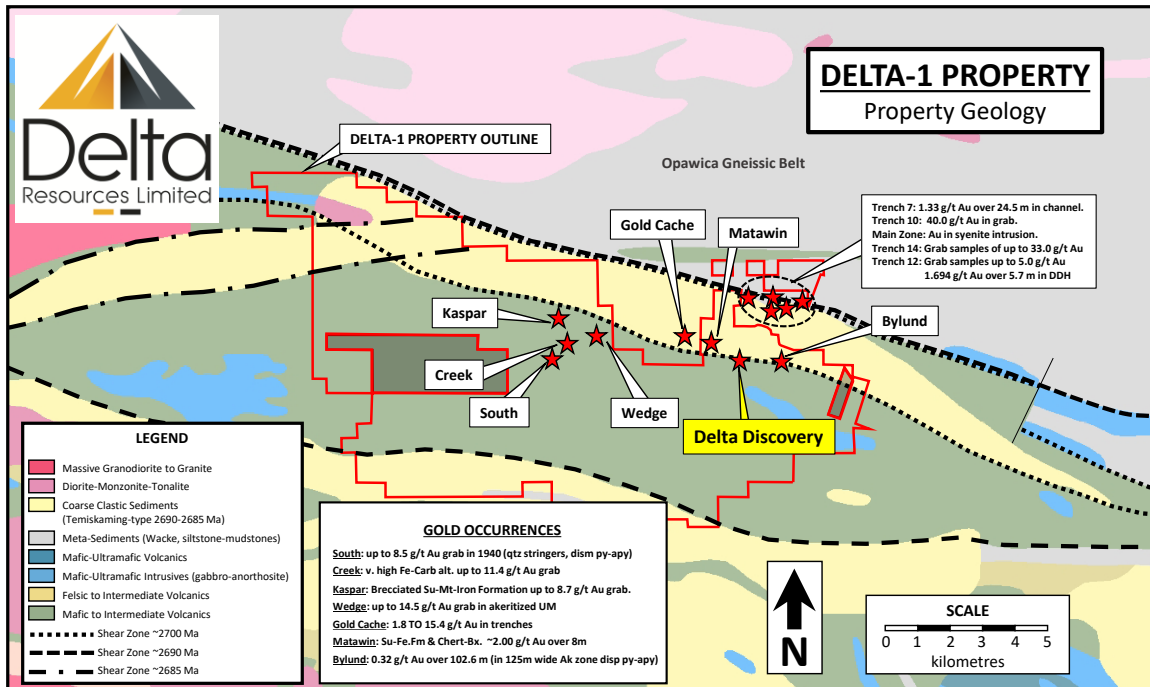 Delta
Resources Limited
DELTA-1 PROPERTY
Property Geology
DELTA-1 PROPERTY OUTLINE
Opawica Gneissic Belt
Trench 7: 1.33 g/t Au over 24.5 m in channel.
Trench 10: 40.0 g/t Au in grab.
Main Zone: Au in syenite intrusion.
Trench 14: Grab samples of up to 33.0 g/t Au
Trench 12: Grab samples up to 5.0 g/t Au
1.694 g/t Au over 5.7 m in DDH
Gold Cache
Matawin
Kaspar
Bylund
Creek
South
Wedge
Delta Discovery
LEGEND
Massive Granodiorite to Granite
Diorite-Monzonite-Tonalite
Coarse Clastic Sediments
(Temiskaming-type 2690-2685 Ma)
Meta-Sediments (Wacke, siltstone-mudstones)
Mafic-Ultramafic Volcanics
Mafic-Ultramafic Intrusives (gabbro-anorthosite)
Felsic to Intermediate Volcanics
Mafic to Intermediate Volcanics
Shear Zone ~2700 Ma
Shear Zone ~2690 Ma
Shear Zone ~2685 Ma
GOLD OCCURRENCES
South: up to 8.5 g/t Au grab in 1940 (qtz stringers, dism py-apy)
Creek: v. high Fe-Carb alt. up to 11.4 g/t Au grab
Kaspar: Brecciated Su-Mt-Iron Formation up to 8.7 g/t Au grab.
Wedge: up to 14.5 g/t Au grab in akeritized UM
Gold Cache: 1.8 TO 15.4 g/t Au in trenches
Matawin: Su-Fe.Fm & Chert-Bx. ~2.00 g/t Au over 8m
Bylund: 0.32 g/t Au over 102.6 m (in 125m wide Ak zone disp py-apy)
N
SCALE
0 1 2 3 4 5
kilometres